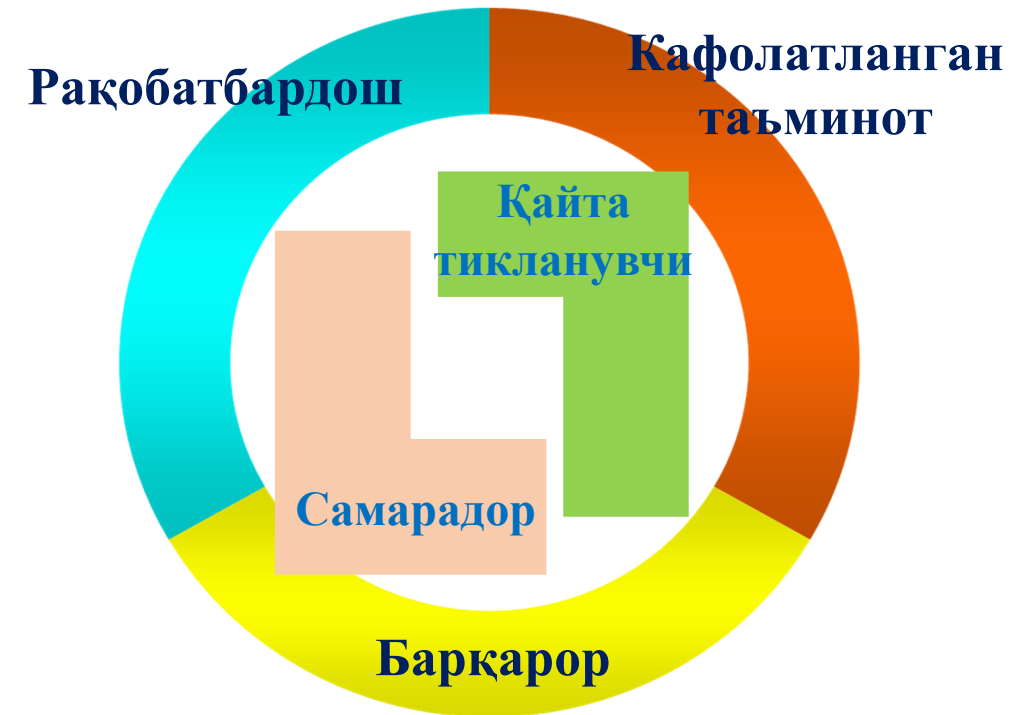 Рақобатбардош
Кафолатланган
таъминот
Қайта
тикланувчи
Самарадор
Барқарор